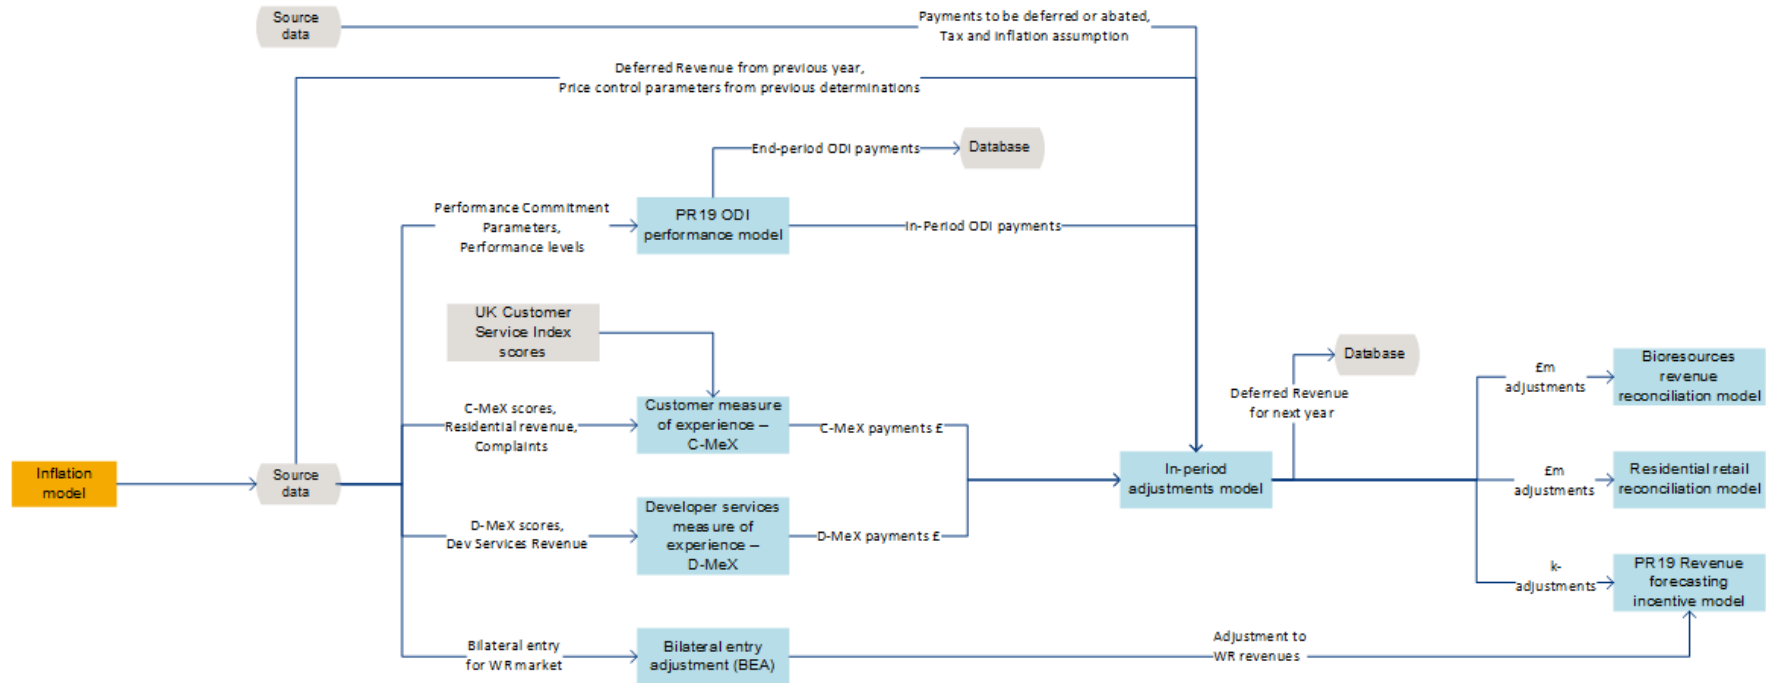 Source
data
Payments to be deferred or abated,
Tax and inflation assumption
Deferred Revenue from previous year,
Price control parameters from previous determinations
End-period ODI payments
Database
Performance Commitment
Parameters,
Performance levels
PR19 ODI
performance model
In-Period ODI payments
UK Customer
Service Index
scores
C-MeX scores,
Residential revenue,
Complaints
Customer measure
of experience –
C-MeX
C-MeX payments £
Inflation
model
Source
data
D-MeX scores,
Dev Services Revenue
Developer services
measure of
experience –
D-MeX
D-MeX payments £
Bilateral entry
for WR market
Bilateral entry
adjustment (BEA)
Adjustment to
WR revenues
In-period
adjustments model
Deferred Revenue
for next year
Database
£m
adjustments
Bioresources
revenue
reconciliation model
£m
adjustments
Residential retail
reconciliation model
k-
adjustments
PR19 Revenue
forecasting
incentive model